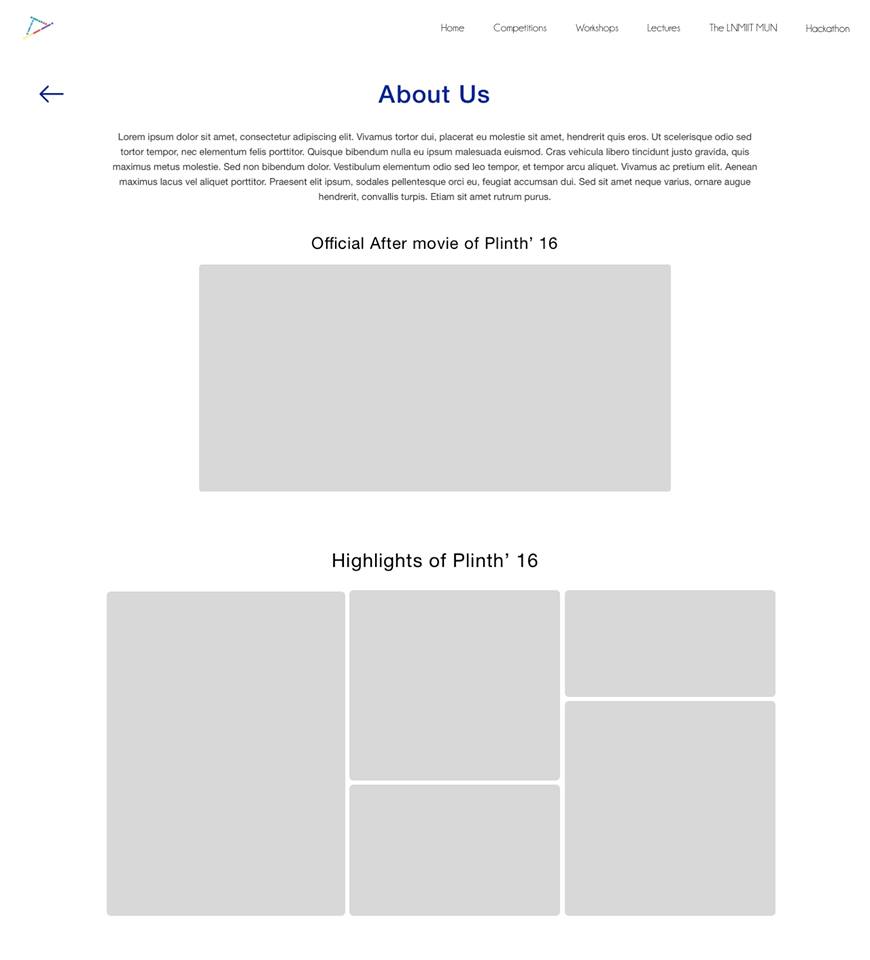 Home Competitions Workshops Lectures The LNMIIT MUN Hackathon
About Us
Lorem ipsum dolor sit amet, consectetur adipiscing elit. Vivamus tortor dui, placerat eu molestie sit amet, hendrerit quis eros. Ut scelerisque odio sed
tortor tempor, nec elementum felis porttitor. Quisque bibendum nulla eu ipsum malesuada euismod. Cras vehicula libero tincidunt justo gravida, quis
maximus metus molestie. Sed non bibendum dolor. Vestibulum elementum odio sed leo tempor, et tempor arcu aliquet. Vivamus ac pretium elit. Aenean
maximus lacus vel aliquet porttitor. Praesent elit ipsum, sodales pellentesque orci eu, feugiat accumsan dui. Sed sit amet neque varius, ornare augue
hendrerit, convallis turpis. Etiam sit amet rutrum purus.
Official After movie of Plinth’ 16
Highlights of Plinth’ 16